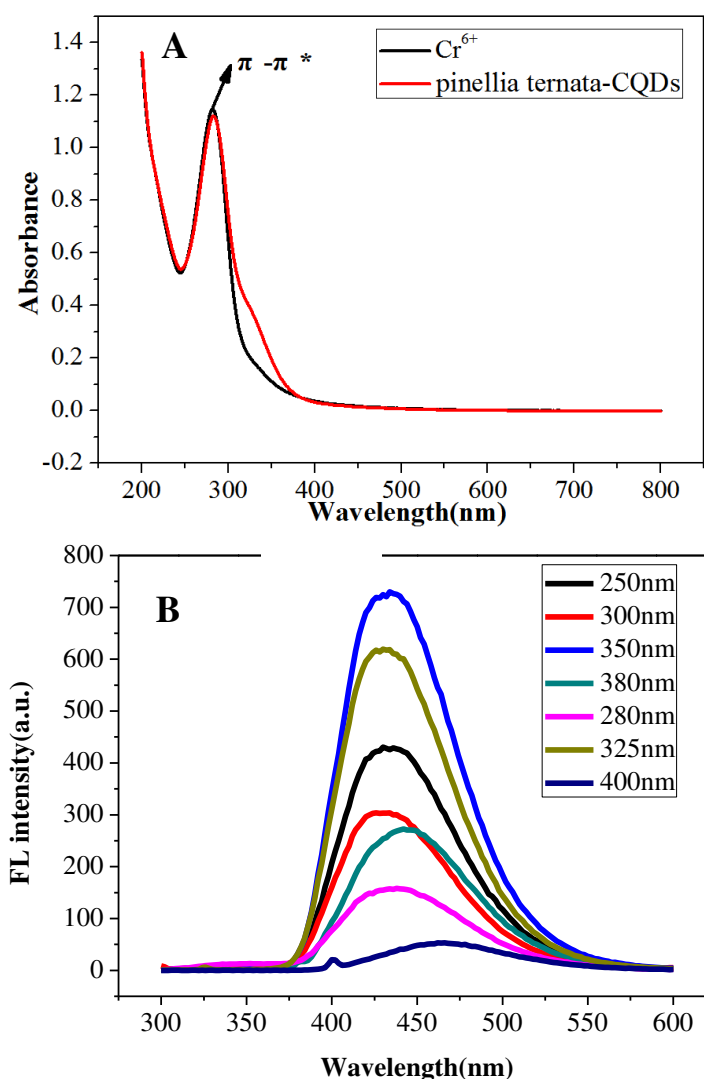 A
π -π *
Cr⁶⁺
pinellia ternata-CQDs
1.4
1.2
1.0
0.8
0.6
0.4
0.2
0.0
-0.2
Absorbance
200 300 400 500 600 700 800
Wavelength(nm)
B
250nm
300nm
350nm
380nm
280nm
325nm
400nm
800
700
600
500
400
300
200
100
0
FL intensity(a.u.)
300 350 400 450 500 550 600
Wavelength(nm)